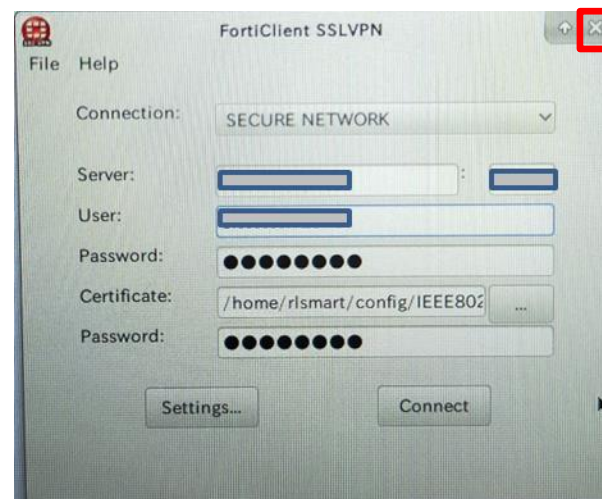 FortiClient SSLVPN
File Help
Connection: SECURE NETWORK
Server: :
User:
Password: ●●●●●●●●
Certificate: /home/rlsmart/config/IEEE802 ...
Password: ●●●●●●●●
Settings... Connect